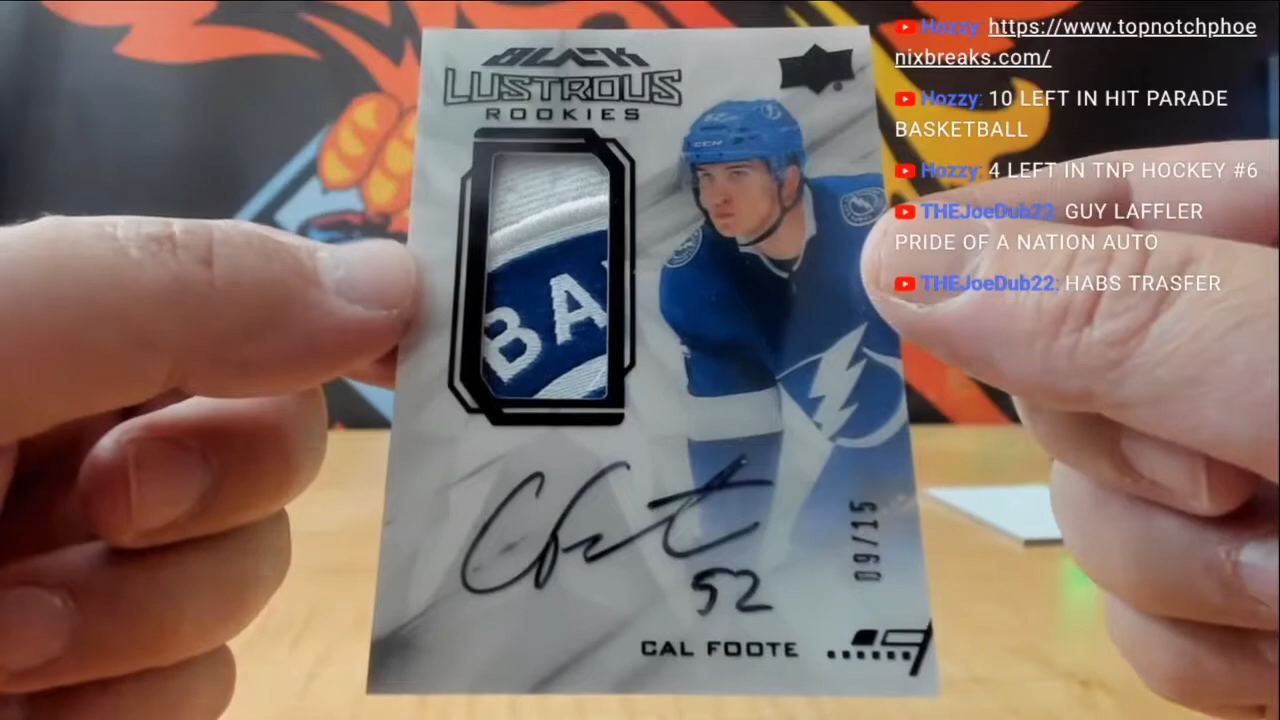 BLACK
LUSTROUS
ROOKIES
BA
52
09/15
CAL FOOTE
Hozzy: https://www.topnotchphoe
nixbreaks.com/
Hozzy: 10 LEFT IN HIT PARADE
BASKETBALL
Hozzy: 4 LEFT IN TNP HOCKEY #6
THEJoeDub22: GUY LAFFLER
PRIDE OF A NATION AUTO
THEJoeDub22: HABS TRASFER